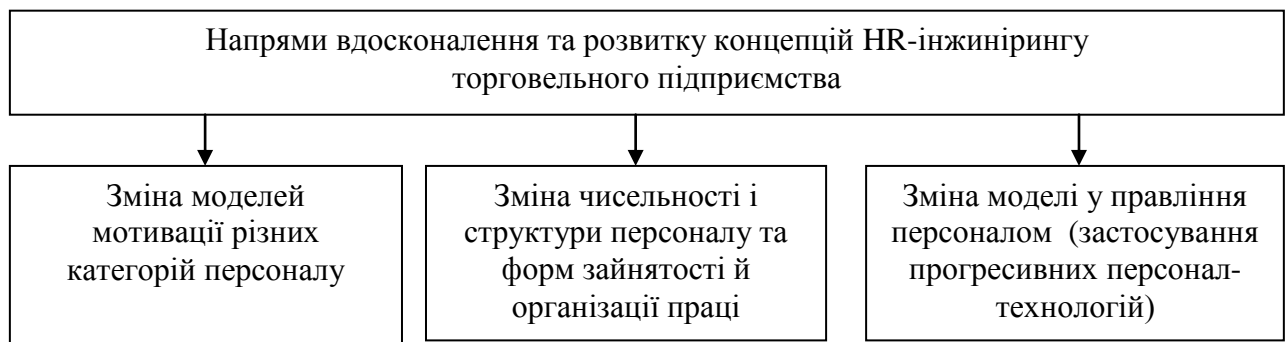 Напрями вдосконалення та розвитку концепцій HR-інжинірингу
торговельного підприємства
Зміна моделей
мотивації різних
категорій персоналу
Зміна чисельності і
структури персоналу та
форм зайнятості й
організації праці
Зміна моделі у правління
персоналом (застосування
прогресивних персонал-
технологій)